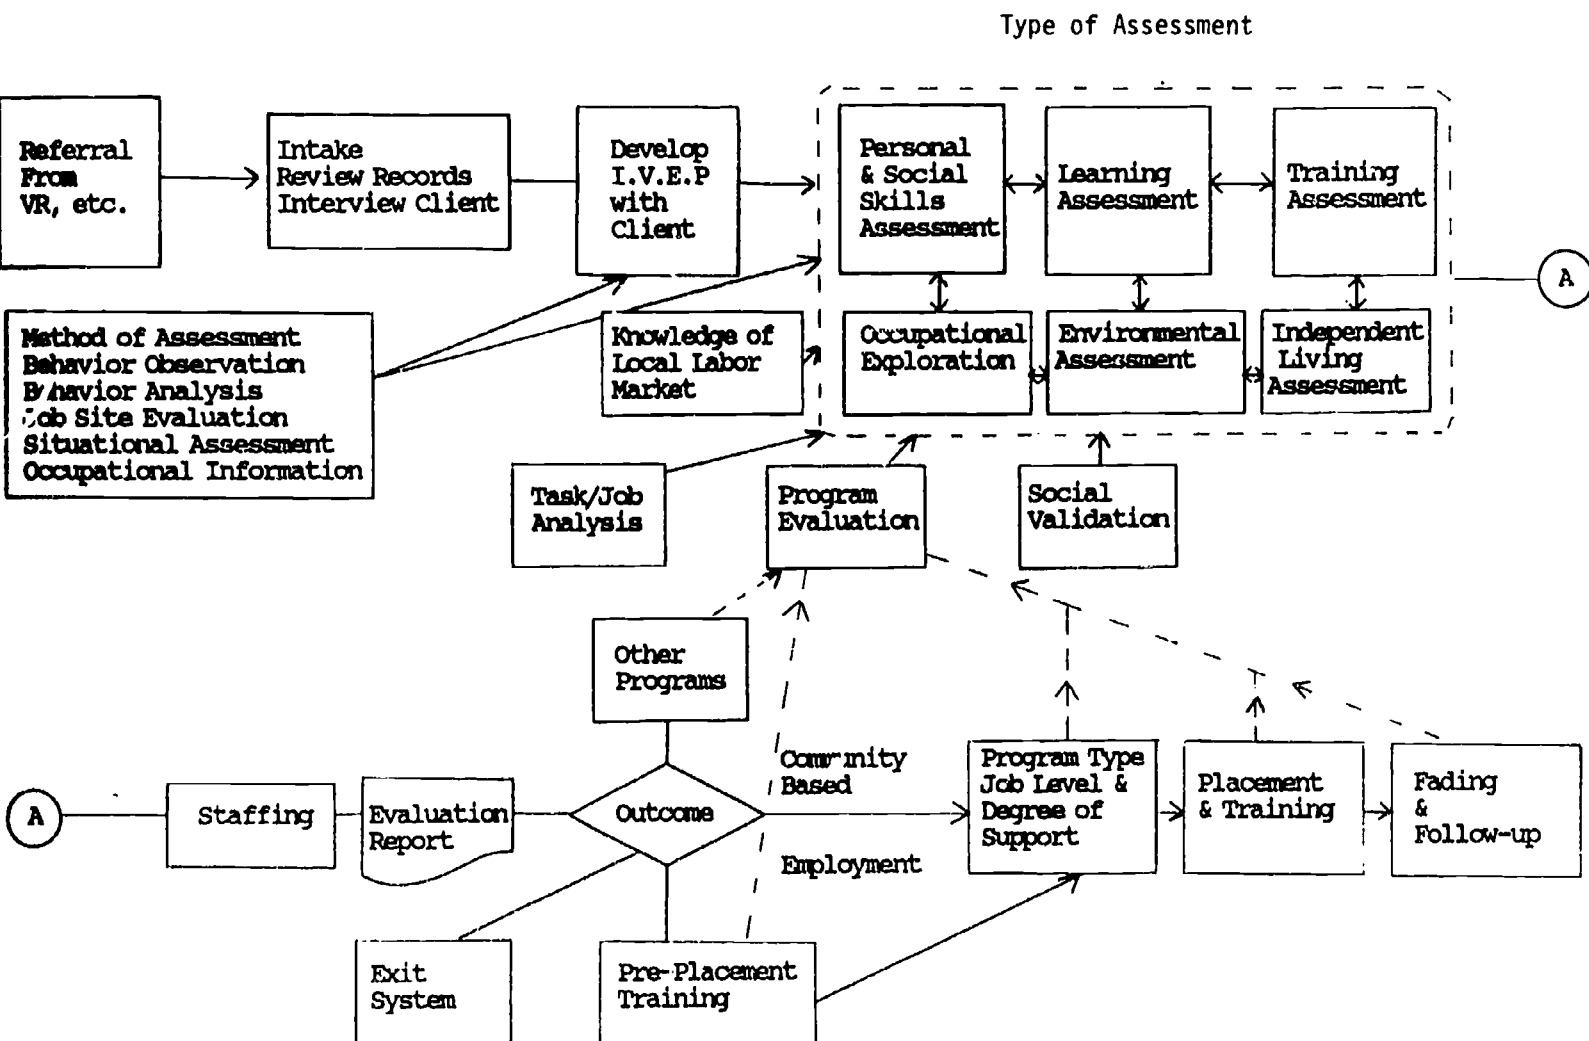 Type of Assessment
Referral
From
VR, etc.
Intake
Review Records
Interview Client
Develop
I.V.E.P
with
Client
Personal
& Social
Skills
Assessment
Learning
Assessment
Training
Assessment
A
Method of Assessment
Behavior Observation
Behavior Analysis
Job Site Evaluation
Situational Assessment
Occupational Information
Knowledge of
Local Labor
Market
Occupational
Exploration
Environmental
Assessment
Independent
Living
Assessment
Task/Job
Analysis
Program
Evaluation
Social
Validation
Other
Programs
A
Staffing
Evaluation
Report
Outcome
Community
Based
Employment
Program Type
Job Level &
Degree of
Support
Placement
& Training
Fading
&
Follow-up
Exit
System
Pre-Placement
Training